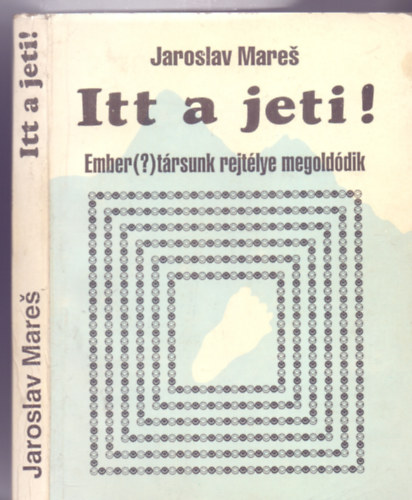 Jaroslav Mareš
Itt a jeti!
Ember(?)társunk rejtélye megoldódik
Itt a jeti!
Jaroslav Mareš